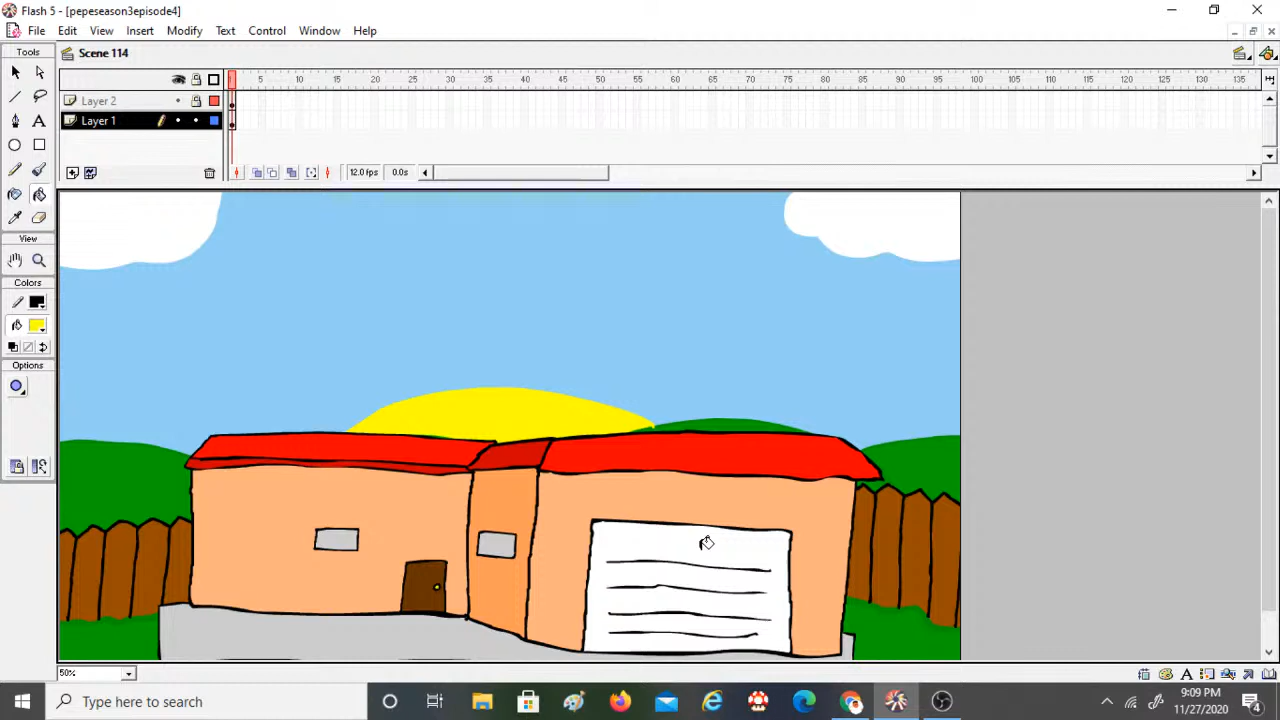 Flash 5 - [pepeseason3episode4]
File Edit View Insert Modify Text Control Window Help
Tools
Scene 114
5 10 15 20 25 30 35 40 45 50 55 60 65 70 75 80 85 90 95 100 105 110 115 120 125 130 135
Layer 2
Layer 1
12.0 fps 0.0s
View
Colors
Options
50%
Type here to search
9:09 PM
11/27/2020
4